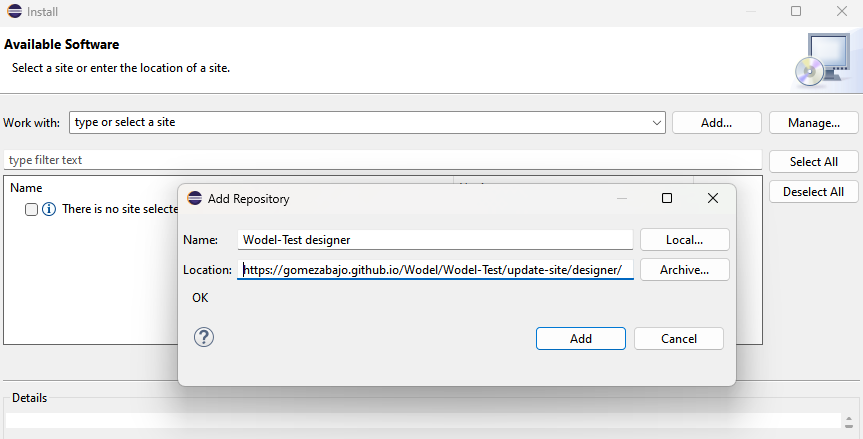 Install
Available Software
Select a site or enter the location of a site.
Work with: type or select a site Add... Manage...
type filter text Select All
Name Deselect All
There is no site selecte
Add Repository
Name: Wodel-Test designer Local...
Location: https://gomezabajo.github.io/Wodel/Wodel-Test/update-site/designer/ Archive...
OK
? Add Cancel
Details